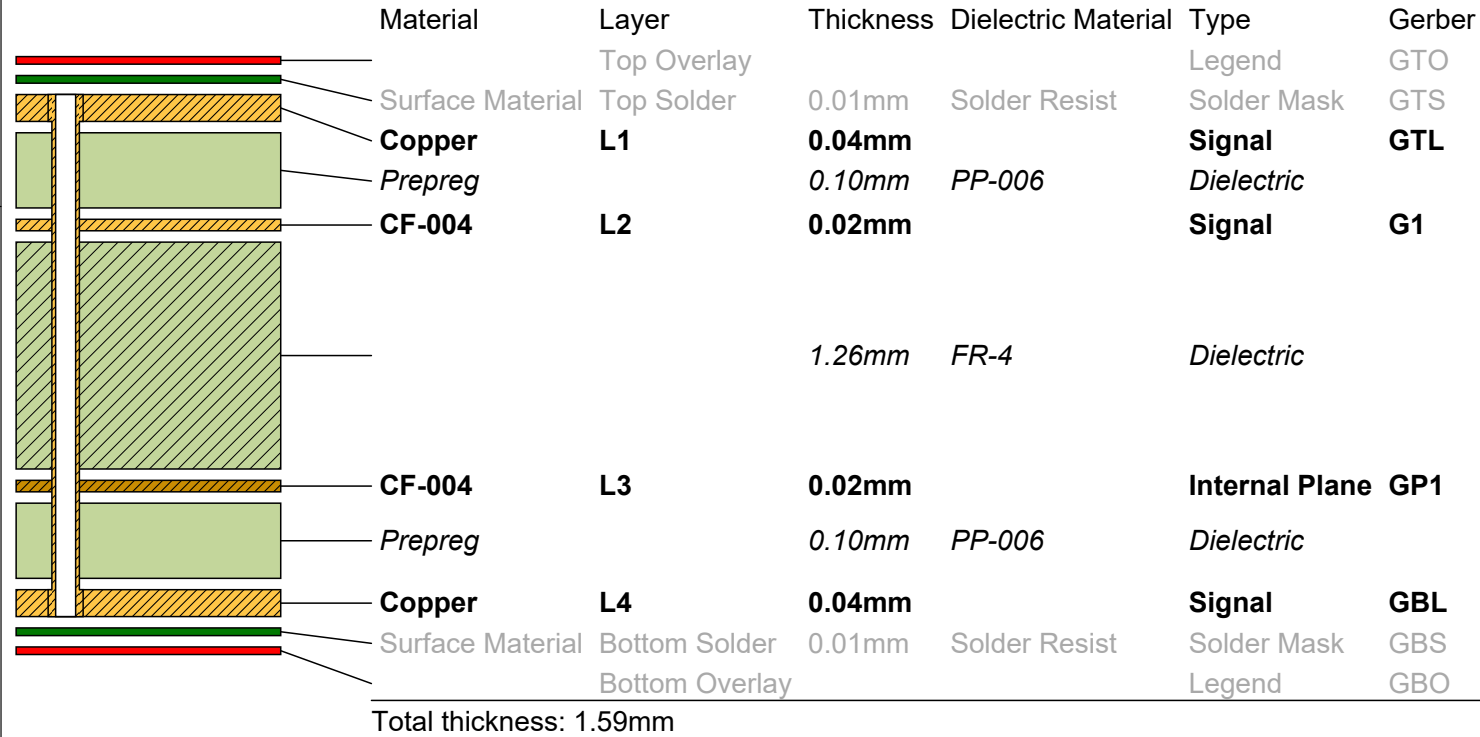 Material Layer Thickness Dielectric Material Type Gerber
Top Overlay Legend GTO
Surface Material Top Solder 0.01mm Solder Resist Solder Mask GTS
Copper L1 0.04mm Signal GTL
Prepreg 0.10mm PP-006 Dielectric
CF-004 L2 0.02mm Signal G1
1.26mm FR-4 Dielectric
CF-004 L3 0.02mm Internal Plane GP1
Prepreg 0.10mm PP-006 Dielectric
Copper L4 0.04mm Signal GBL
Surface Material Bottom Solder 0.01mm Solder Resist Solder Mask GBS
Bottom Overlay Legend GBO
Total thickness: 1.59mm